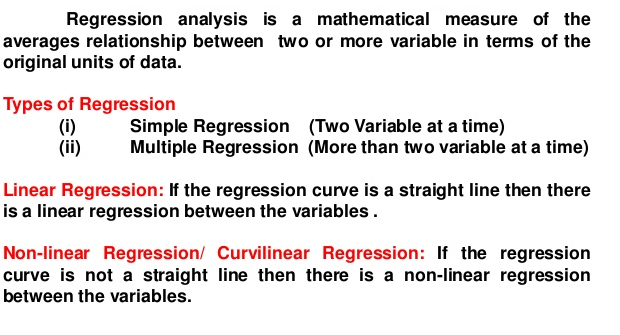 Regression analysis is a mathematical measure of the
averages relationship between two or more variable in terms of the
original units of data.
Types of Regression
(i) Simple Regression (Two Variable at a time)
(ii) Multiple Regression (More than two variable at a time)
Linear Regression: If the regression curve is a straight line then there
is a linear regression between the variables .
Non-linear Regression/ Curvilinear Regression: If the regression
curve is not a straight line then there is a non-linear regression
between the variables.